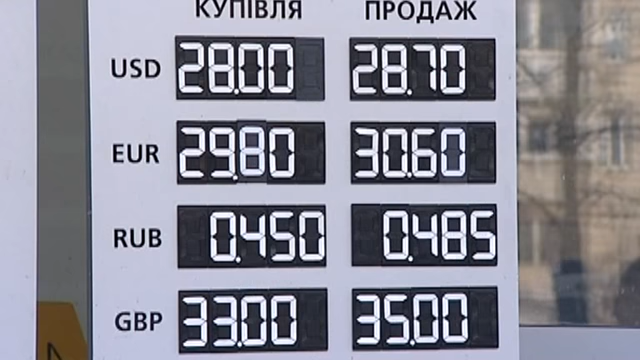 КУПІВЛЯ ПРОДАЖ
USD 28.00 28.70
EUR 29.80 30.60
RUB 0.450 0.485
GBP 33.00 35.00